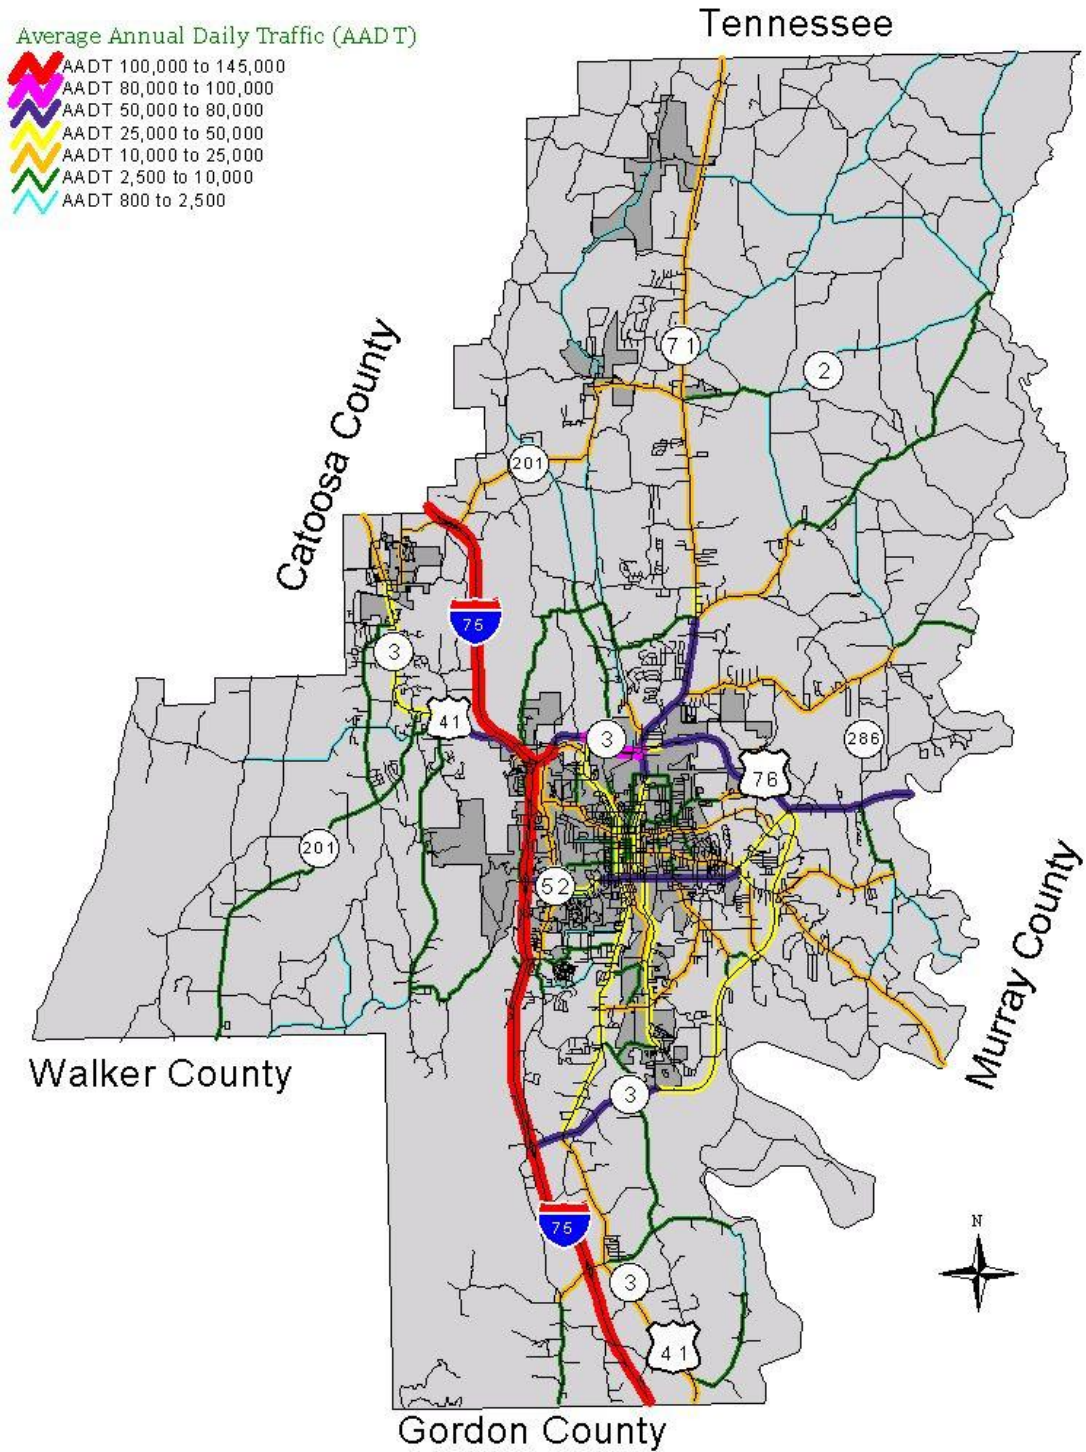 Tennessee
Average Annual Daily Traffic (AADT)
AADT 100,000 to 145,000
AADT 80,000 to 100,000
AADT 50,000 to 80,000
AADT 25,000 to 50,000
AADT 10,000 to 25,000
AADT 2,500 to 10,000
AADT 800 to 2,500
71
2
Catoosa County
201
75
3
41
3
286
76
201
52
Murray County
Walker County
3
75
N
3
41
Gordon County